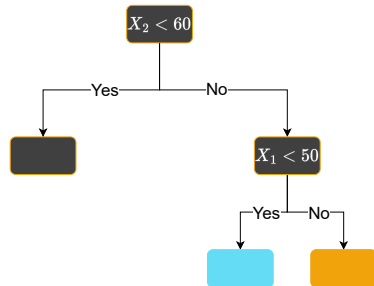 X₂ < 60
Yes
No
X₁ < 50
Yes
No